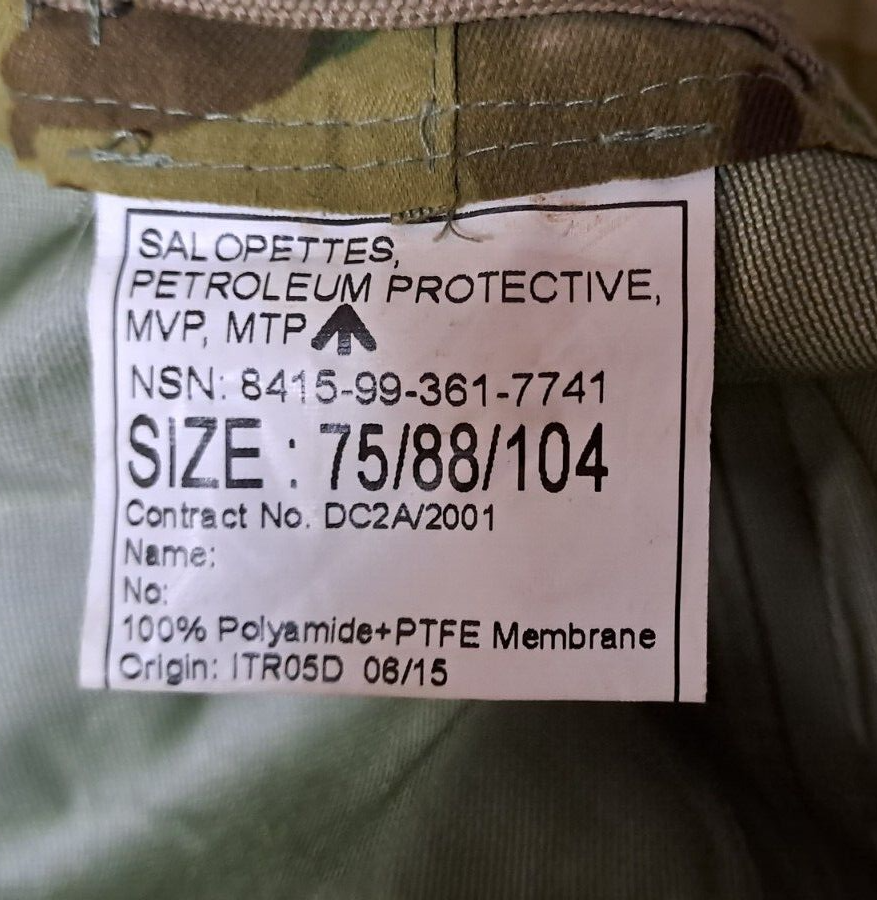 SALOPETTES,
PETROLEUM PROTECTIVE,
MVP, MTP
NSN: 8415-99-361-7741
SIZE : 75/88/104
Contract No. DC2A/2001
Name:
No:
100% Polyamide+PTFE Membrane
Origin: ITR05D 06/15